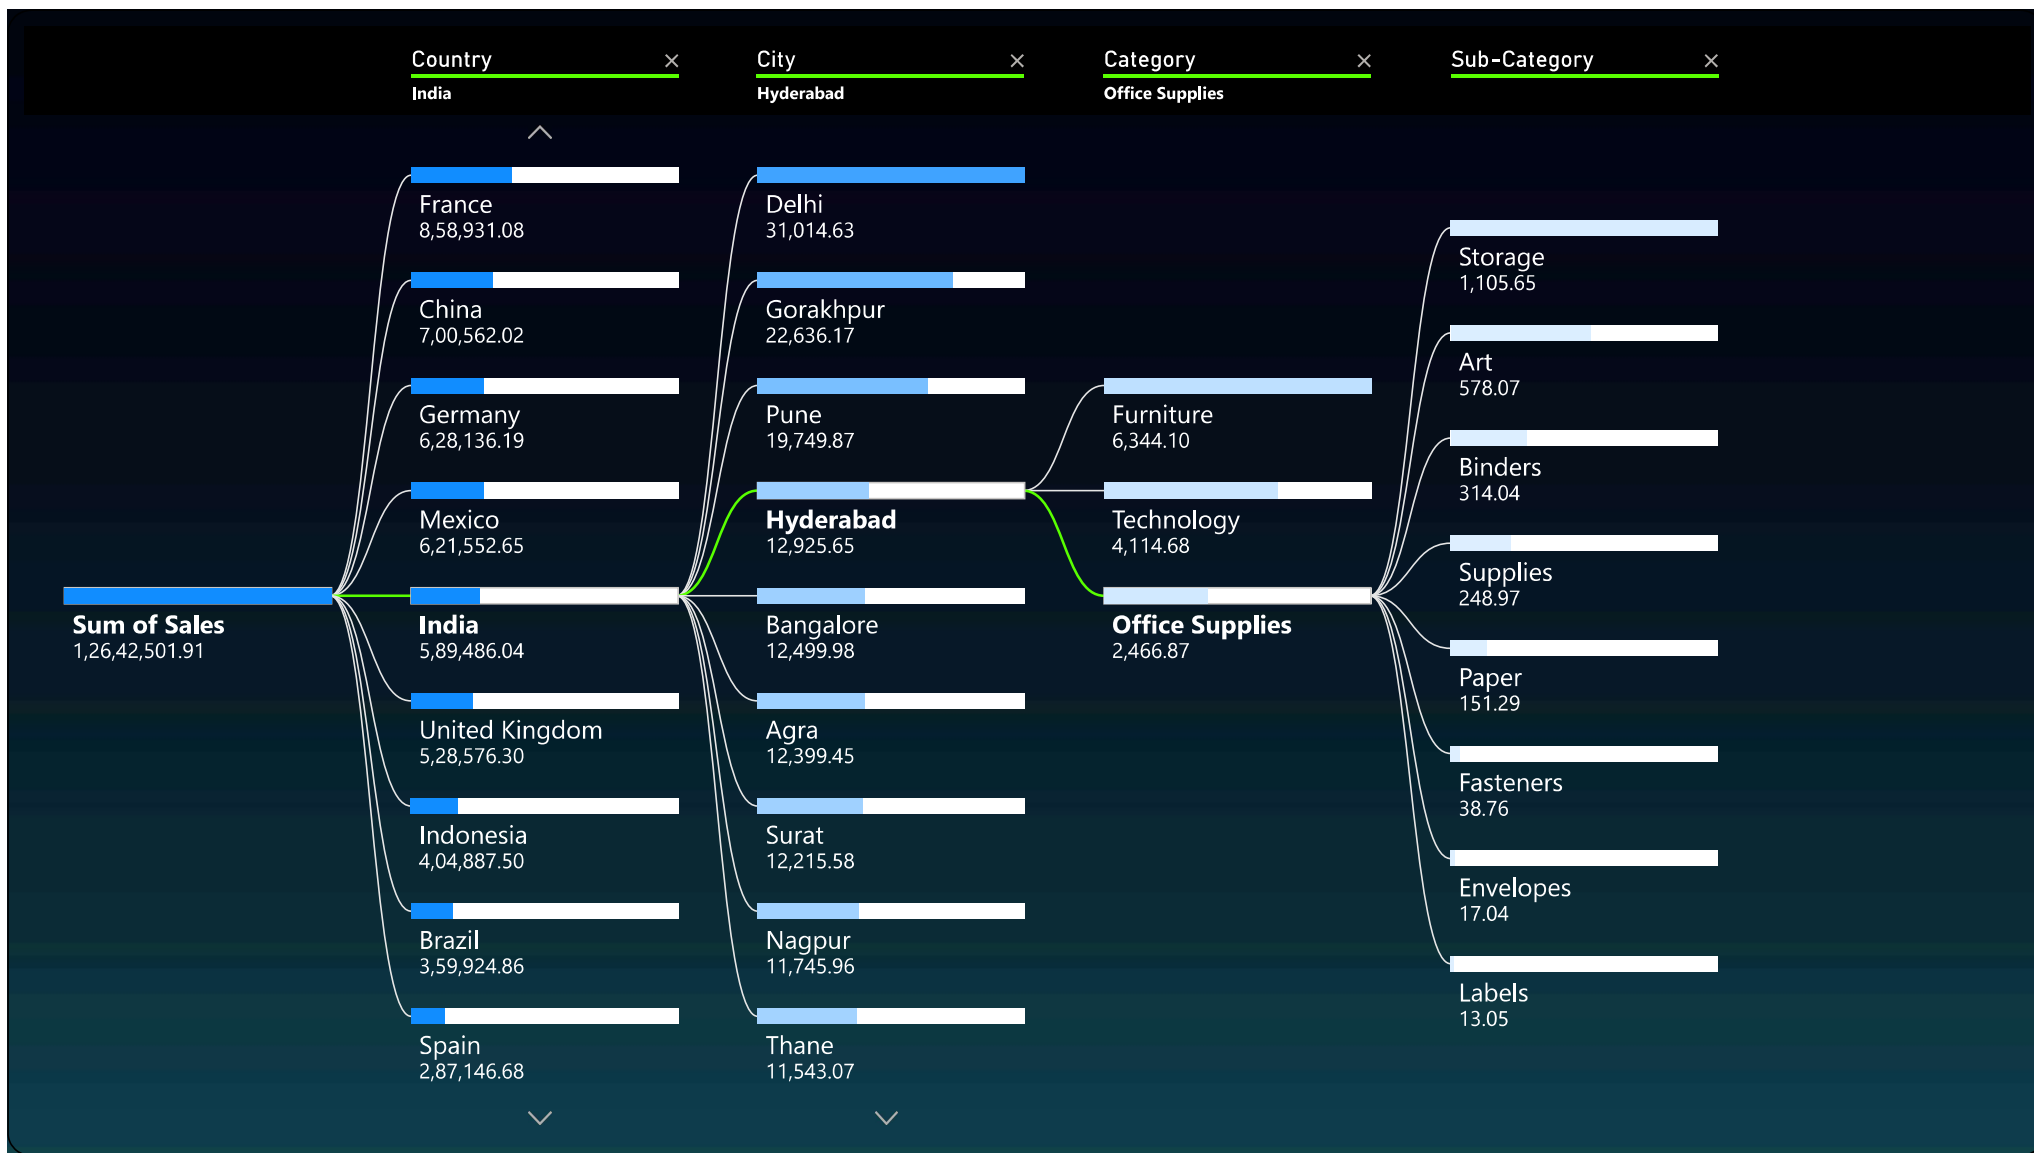 Country
India
City
Hyderabad
Category
Office Supplies
Sub-Category
Sum of Sales
1,26,42,501.91
France
8,58,931.08
China
7,00,562.02
Germany
6,28,136.19
Mexico
6,21,552.65
India
5,89,486.04
United Kingdom
5,28,576.30
Indonesia
4,04,887.50
Brazil
3,59,924.86
Spain
2,87,146.68
Delhi
31,014.63
Gorakhpur
22,636.17
Pune
19,749.87
Hyderabad
12,925.65
Bangalore
12,499.98
Agra
12,399.45
Surat
12,215.58
Nagpur
11,745.96
Thane
11,543.07
Furniture
6,344.10
Technology
4,114.68
Office Supplies
2,466.87
Storage
1,105.65
Art
578.07
Binders
314.04
Supplies
248.97
Paper
151.29
Fasteners
38.76
Envelopes
17.04
Labels
13.05